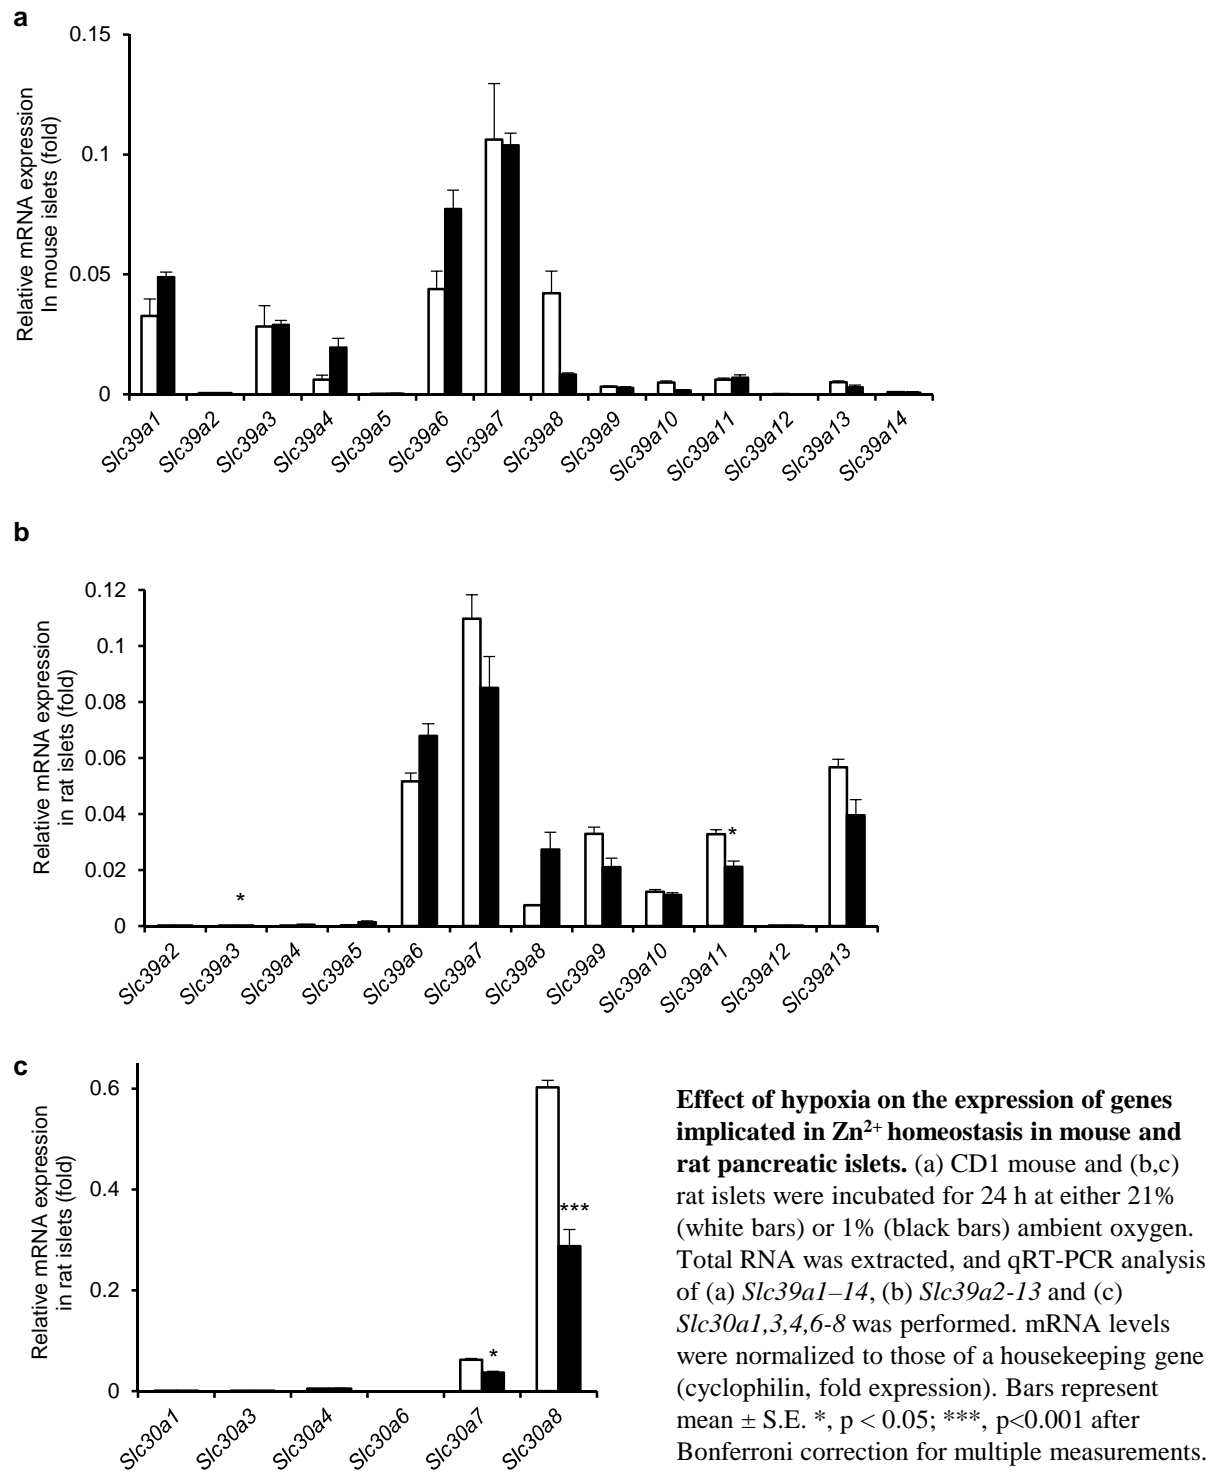 a
Relative mRNA expression
In mouse islets (fold)
0.15
0.1
0.05
0
Slc39a1
Slc39a2
Slc39a3
Slc39a4
Slc39a5
Slc39a6
Slc39a7
Slc39a8
Slc39a9
Slc39a10
Slc39a11
Slc39a12
Slc39a13
Slc39a14
b
Relative mRNA expression
in rat islets (fold)
0.12
0.1
0.08
0.06
0.04
0.02
0
*
*
Slc39a2
Slc39a3
Slc39a4
Slc39a5
Slc39a6
Slc39a7
Slc39a8
Slc39a9
Slc39a10
Slc39a11
Slc39a12
Slc39a13
c
Relative mRNA expression
in rat islets (fold)
0.6
0.4
0.2
0
*
***
Slc30a1
Slc30a3
Slc30a4
Slc30a6
Slc30a7
Slc30a8
Effect of hypoxia on the expression of genes
implicated in Zn²⁺ homeostasis in mouse and
rat pancreatic islets. (a) CD1 mouse and (b,c)
rat islets were incubated for 24 h at either 21%
(white bars) or 1% (black bars) ambient oxygen.
Total RNA was extracted, and qRT-PCR analysis
of (a) Slc39a1–14, (b) Slc39a2-13 and (c)
Slc30a1,3,4,6-8 was performed. mRNA levels
were normalized to those of a housekeeping gene
(cyclophilin, fold expression). Bars represent
mean ± S.E. *, p < 0.05; ***, p<0.001 after
Bonferroni correction for multiple measurements.